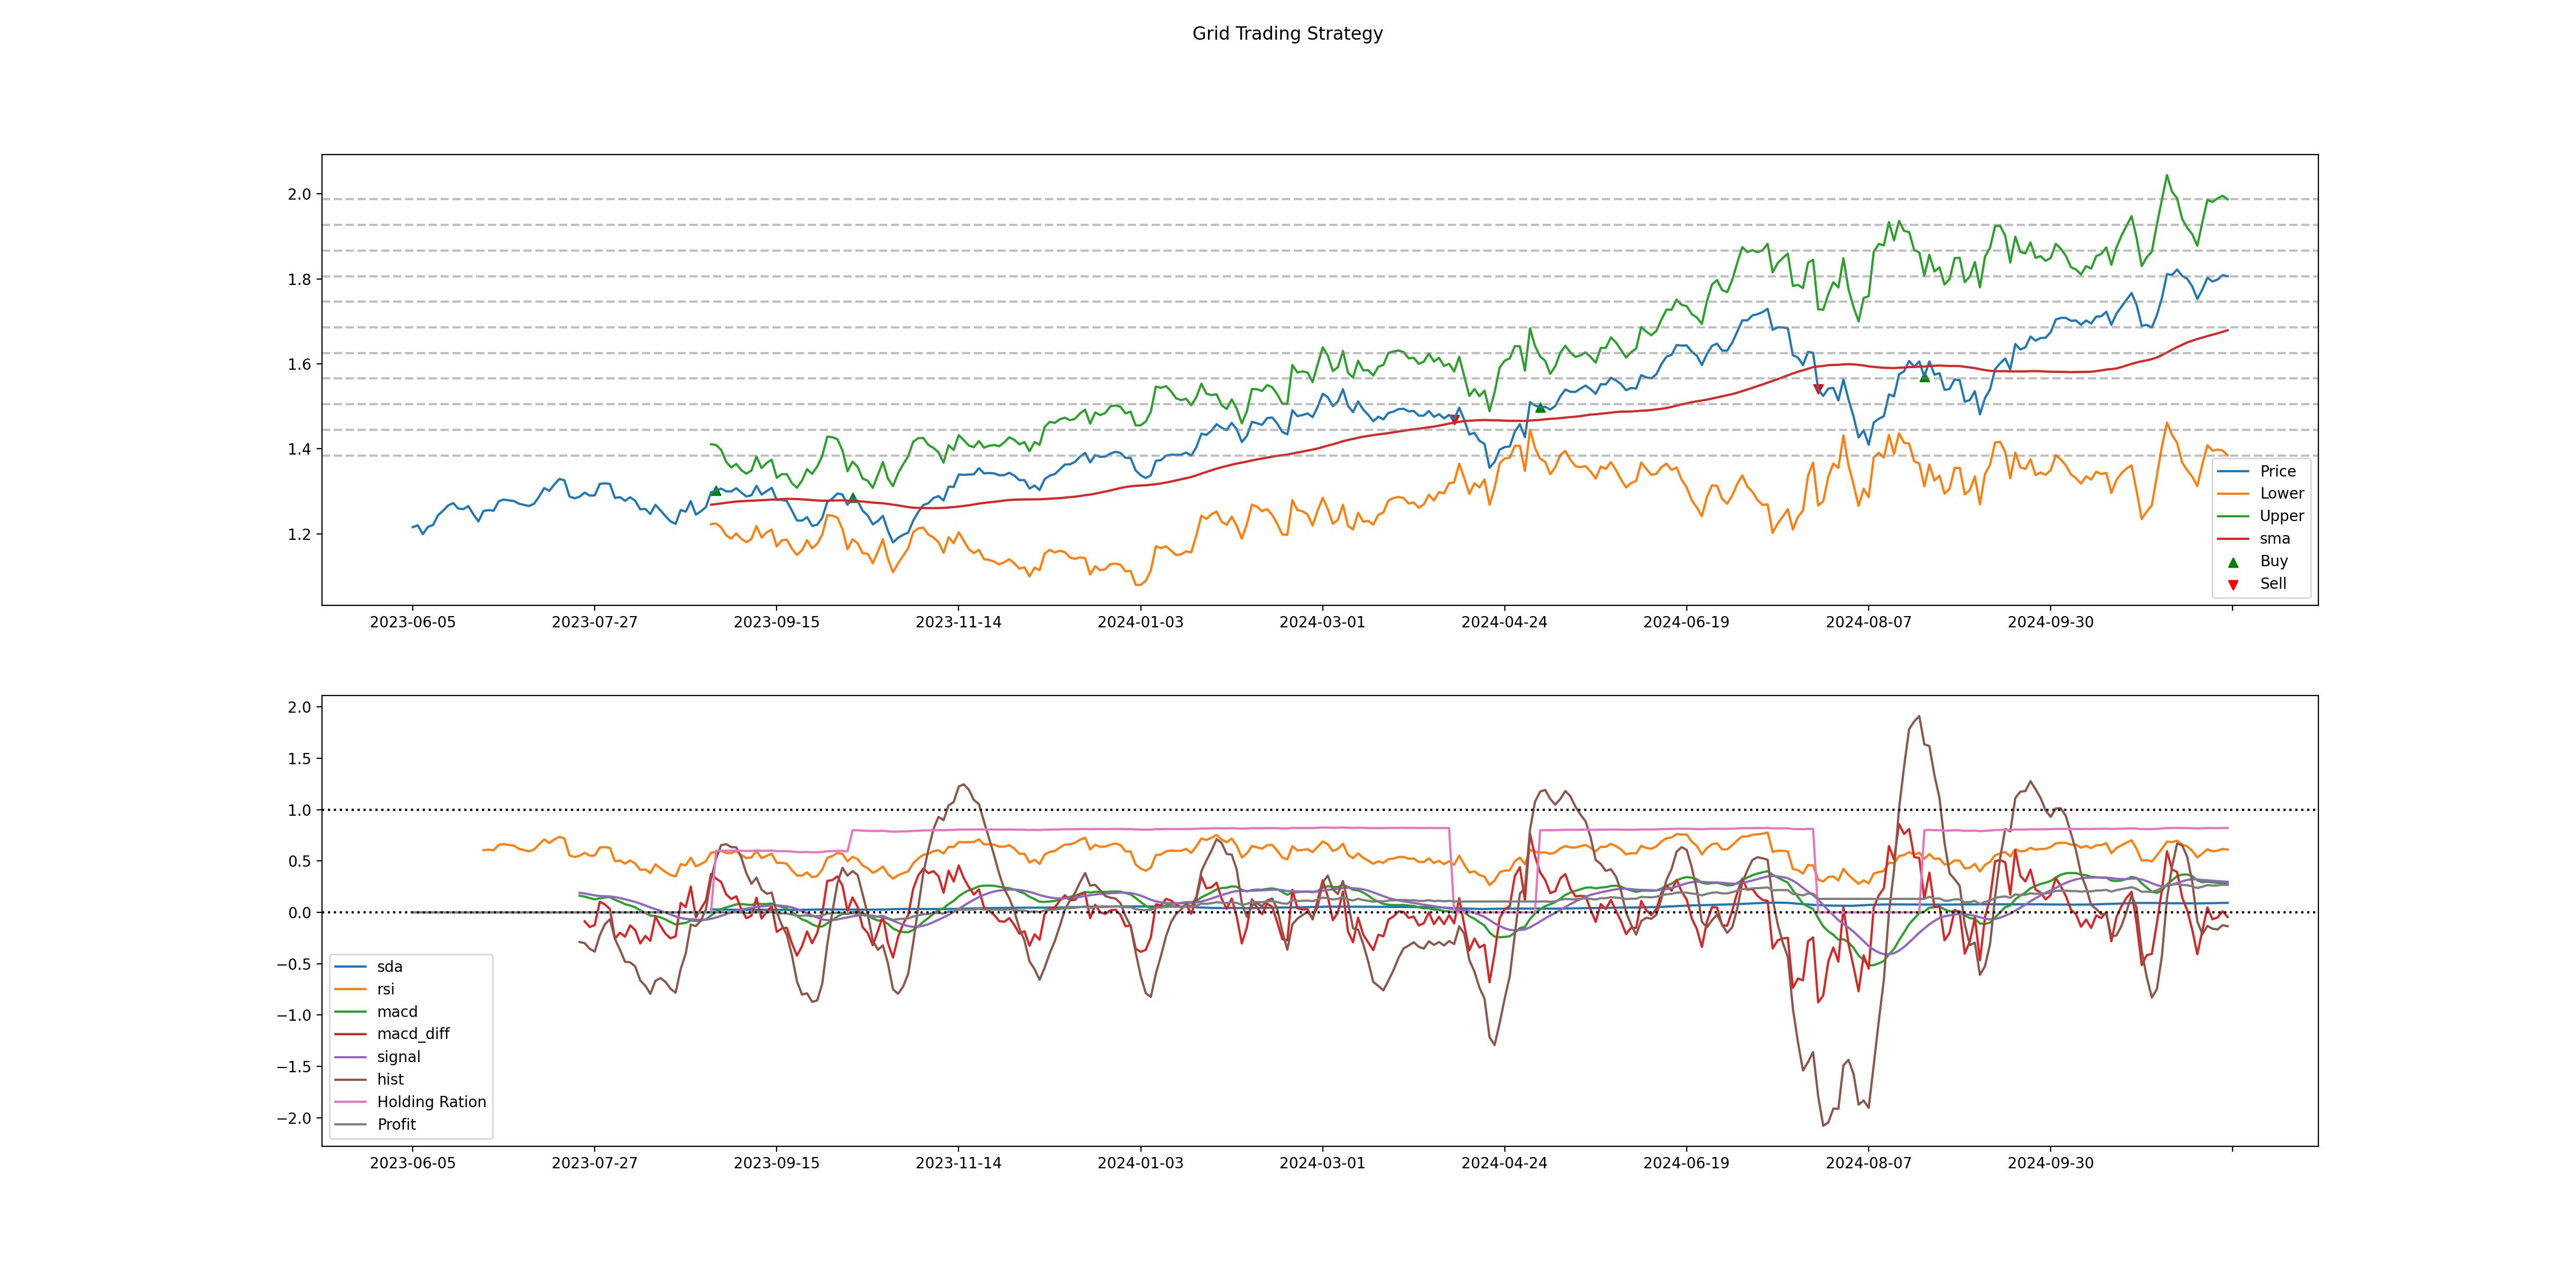 Grid Trading Strategy
2.0
1.8
1.6
1.4
1.2
Price
Lower
Upper
sma
Buy
Sell
2023-06-05 2023-07-27 2023-09-15 2023-11-14 2024-01-03 2024-03-01 2024-04-24 2024-06-19 2024-08-07 2024-09-30
2.0
1.5
1.0
0.5
0.0
−0.5
−1.0
−1.5
−2.0
sda
rsi
macd
macd_diff
signal
hist
Holding Ration
Profit
2023-06-05 2023-07-27 2023-09-15 2023-11-14 2024-01-03 2024-03-01 2024-04-24 2024-06-19 2024-08-07 2024-09-30